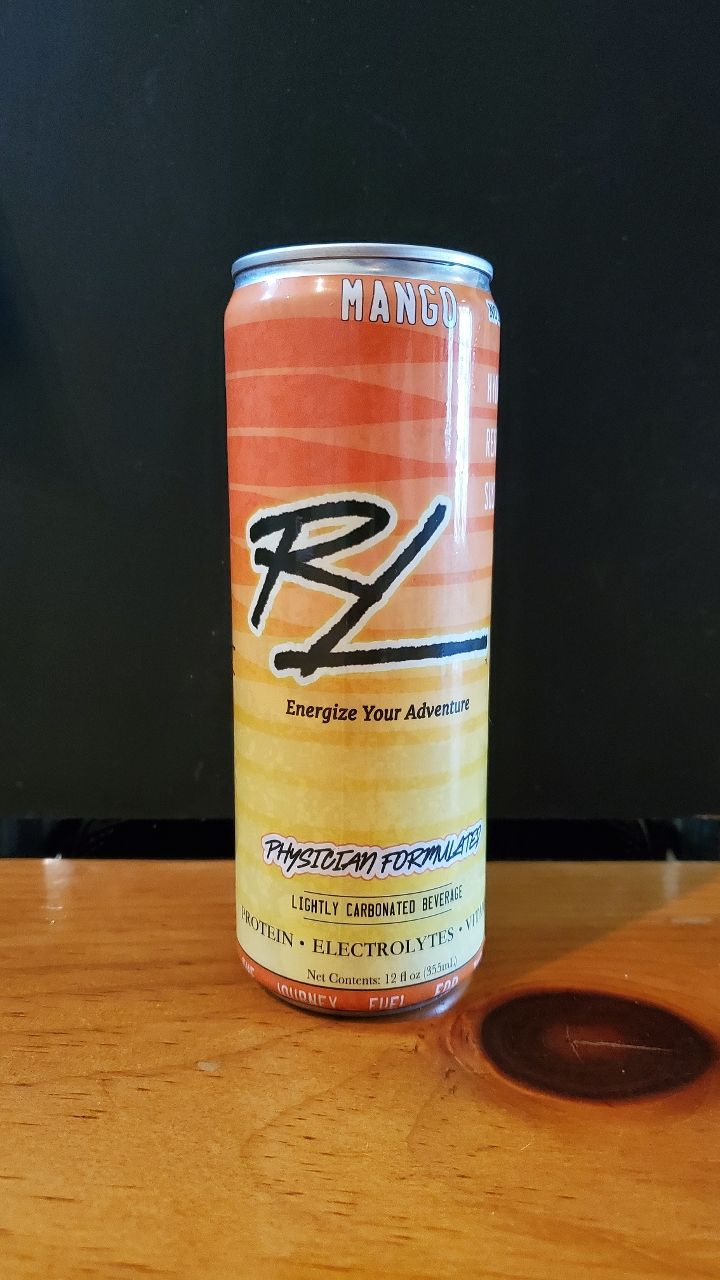 MANGO
RL
Energize Your Adventure
PHYSICIAN FORMULATED
LIGHTLY CARBONATED BEVERAGE
PROTEIN • ELECTROLYTES •
Net Contents: 12 fl oz (355mL)
JOURNEY FUEL FOR